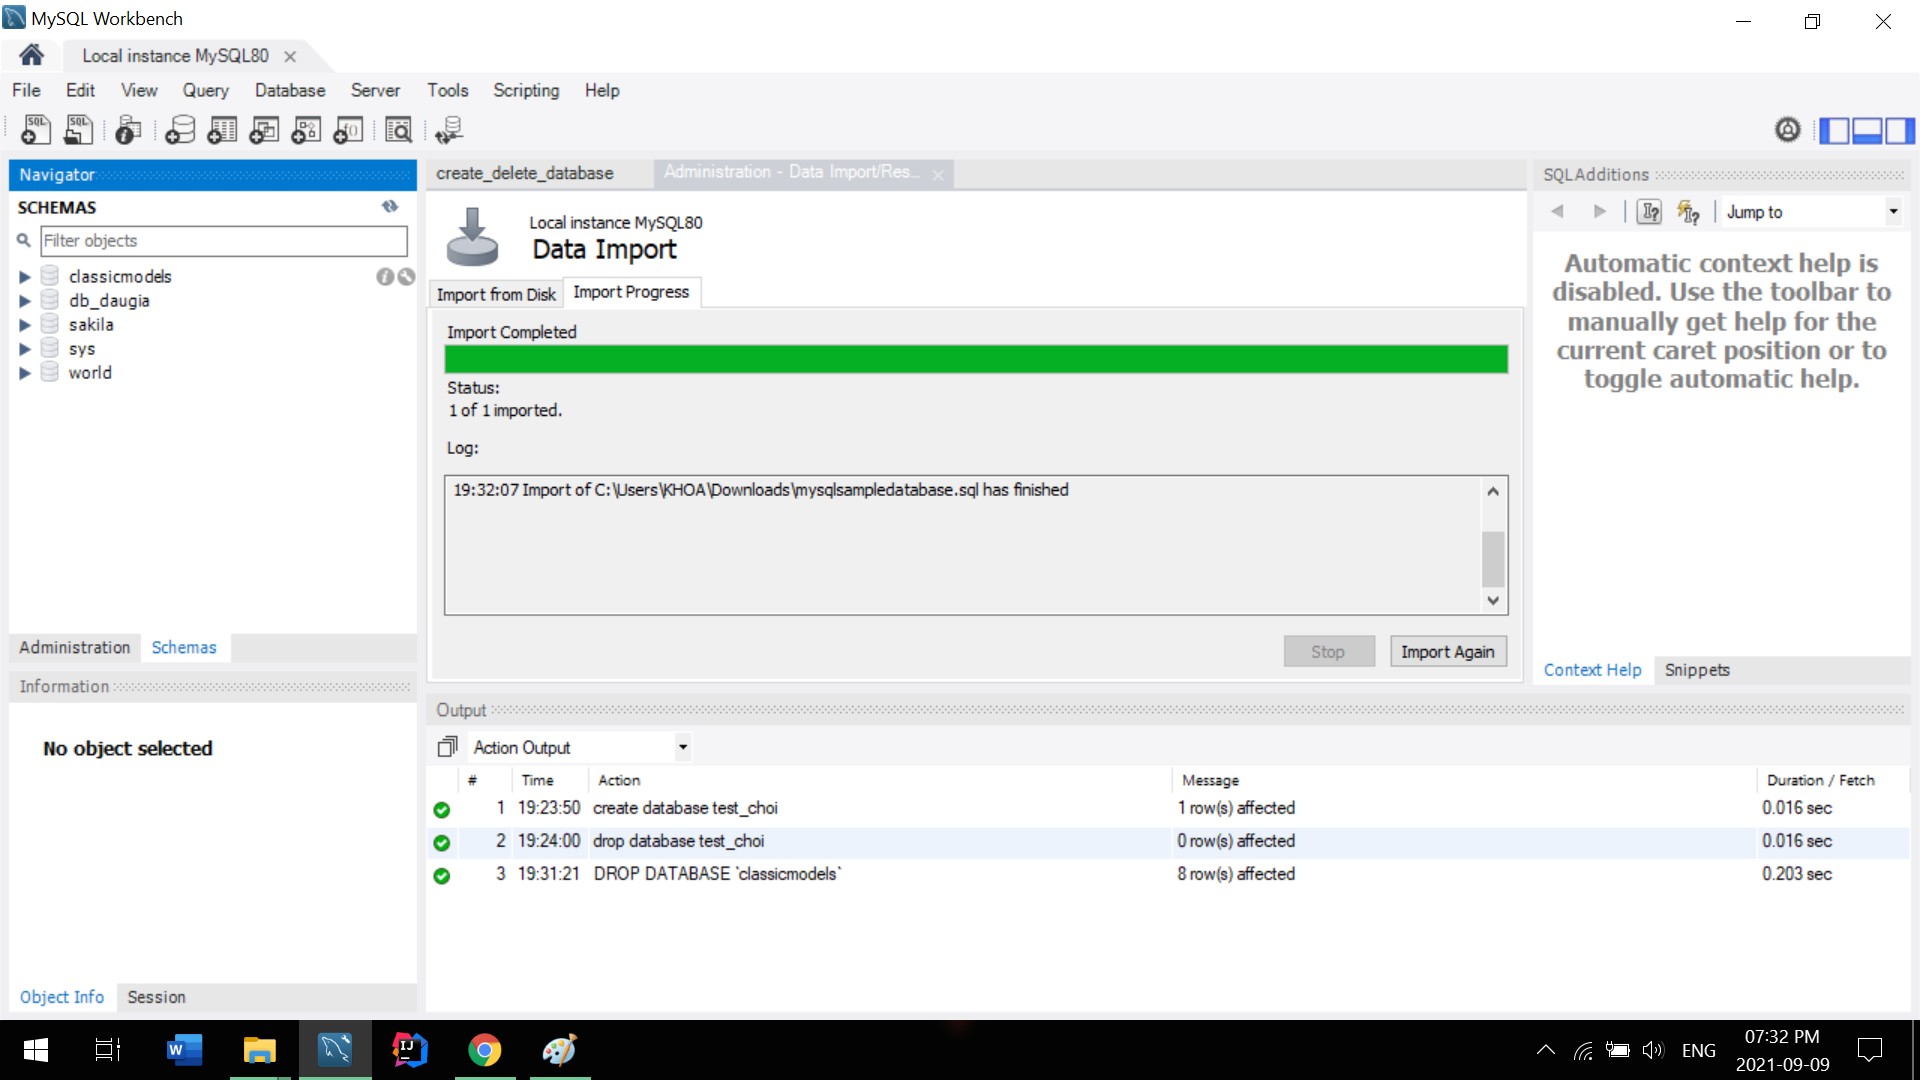 MySQL Workbench
Local instance MySQL80
File Edit View Query Database Server Tools Scripting Help
SQL SQL
Navigator
SCHEMAS
Filter objects
classicmodels
db_daugia
sakila
sys
world
Administration Schemas
Information
No object selected
Object Info Session
create_delete_database
Administration - Data Import/Res...
Local instance MySQL80
Data Import
Import from Disk
Import Progress
Import Completed
Status:
1 of 1 imported.
Log:
19:32:07 Import of C:\Users\KHOA\Downloads\mysqlsampledatabase.sql has finished
Stop
Import Again
SQLAdditions
Jump to
Automatic context help is
disabled. Use the toolbar to
manually get help for the
current caret position or to
toggle automatic help.
Context Help Snippets
Output
Action Output
# Time Action Message Duration / Fetch
1 19:23:50 create database test_choi 1 row(s) affected 0.016 sec
2 19:24:00 drop database test_choi 0 row(s) affected 0.016 sec
3 19:31:21 DROP DATABASE `classicmodels` 8 row(s) affected 0.203 sec
W
IJ
ENG
07:32 PM
2021-09-09